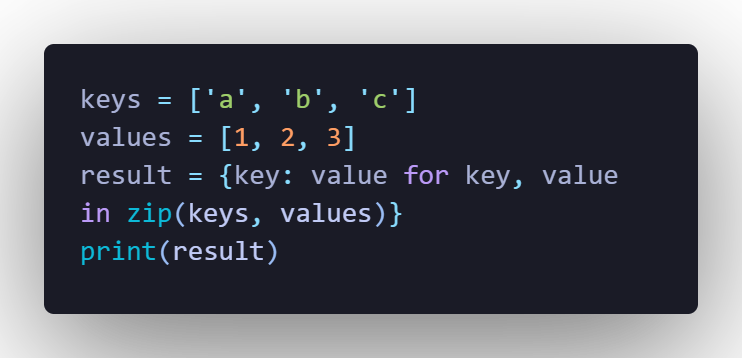 keys = ['a', 'b', 'c']
values = [1, 2, 3]
result = {key: value for key, value
in zip(keys, values)}
print(result)